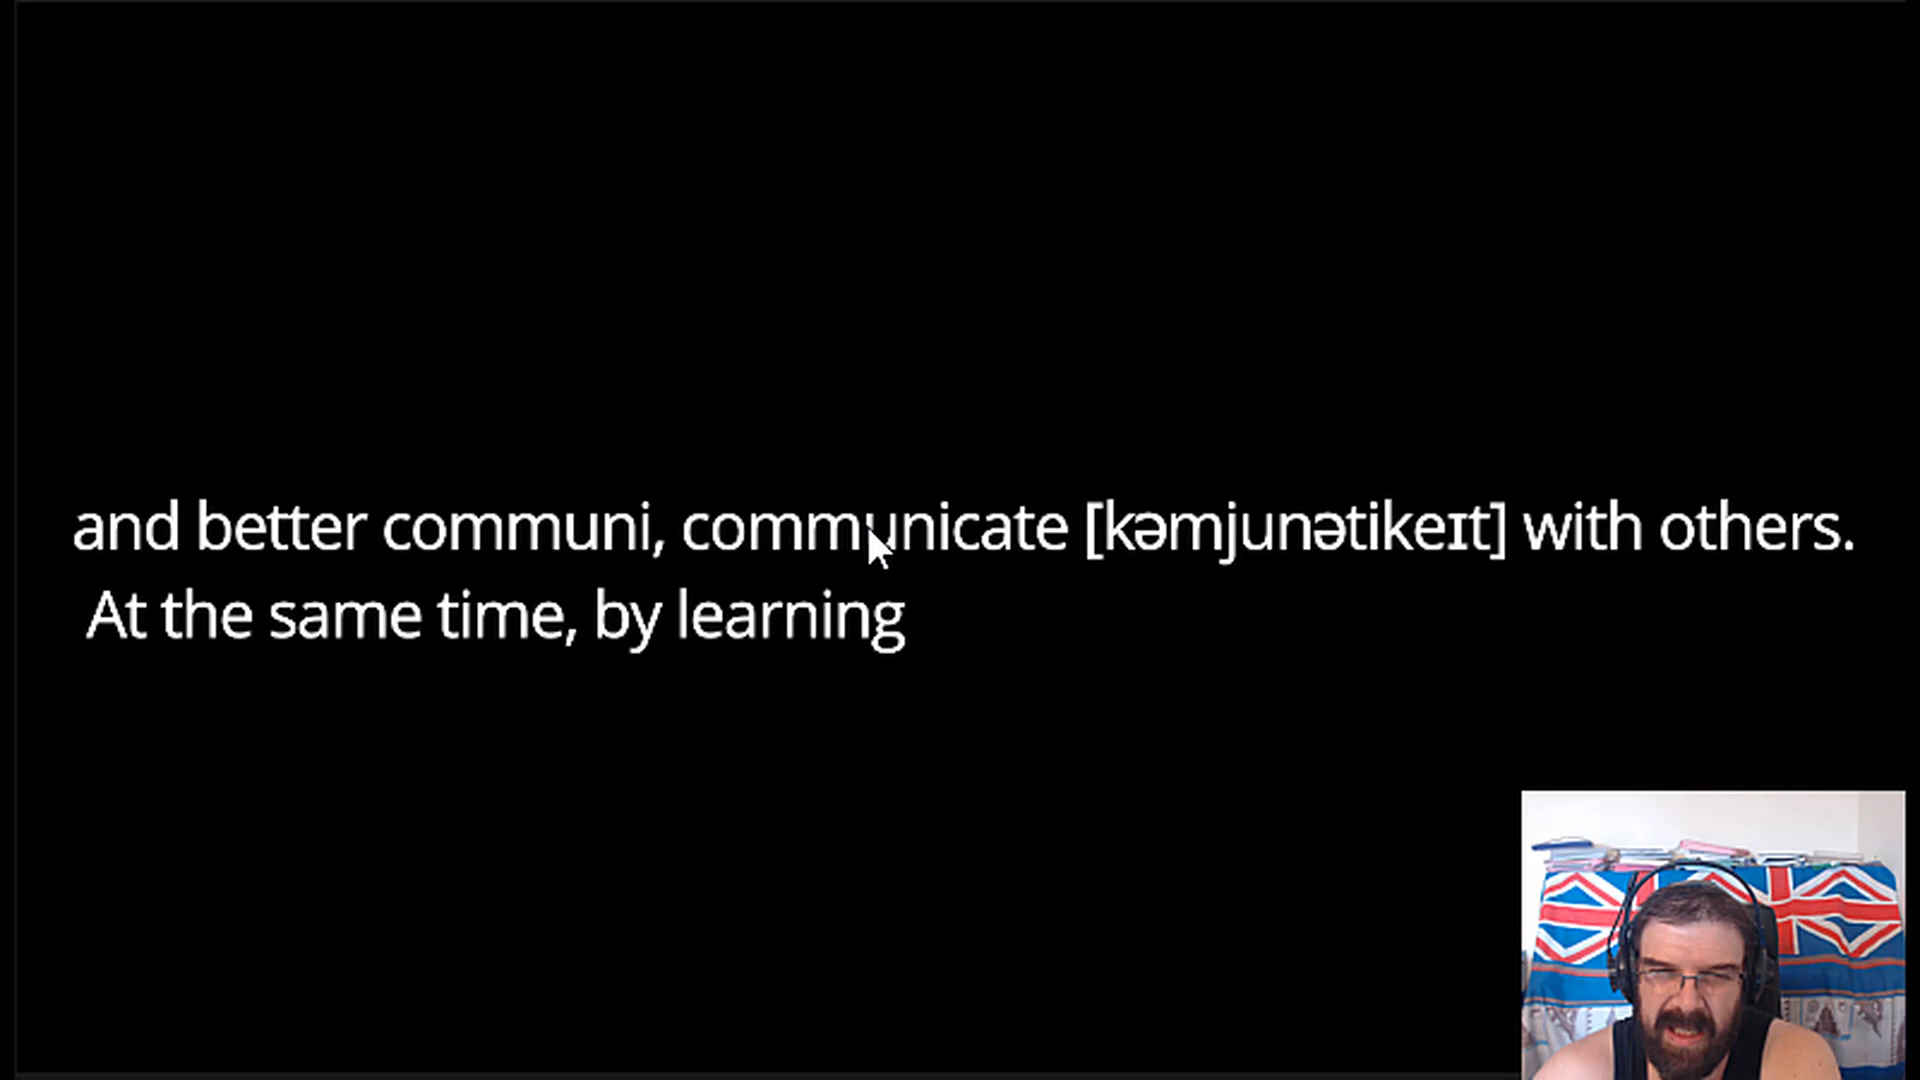 and better communi, communicate [kəmjunətikeɪt] with others.
At the same time, by learning